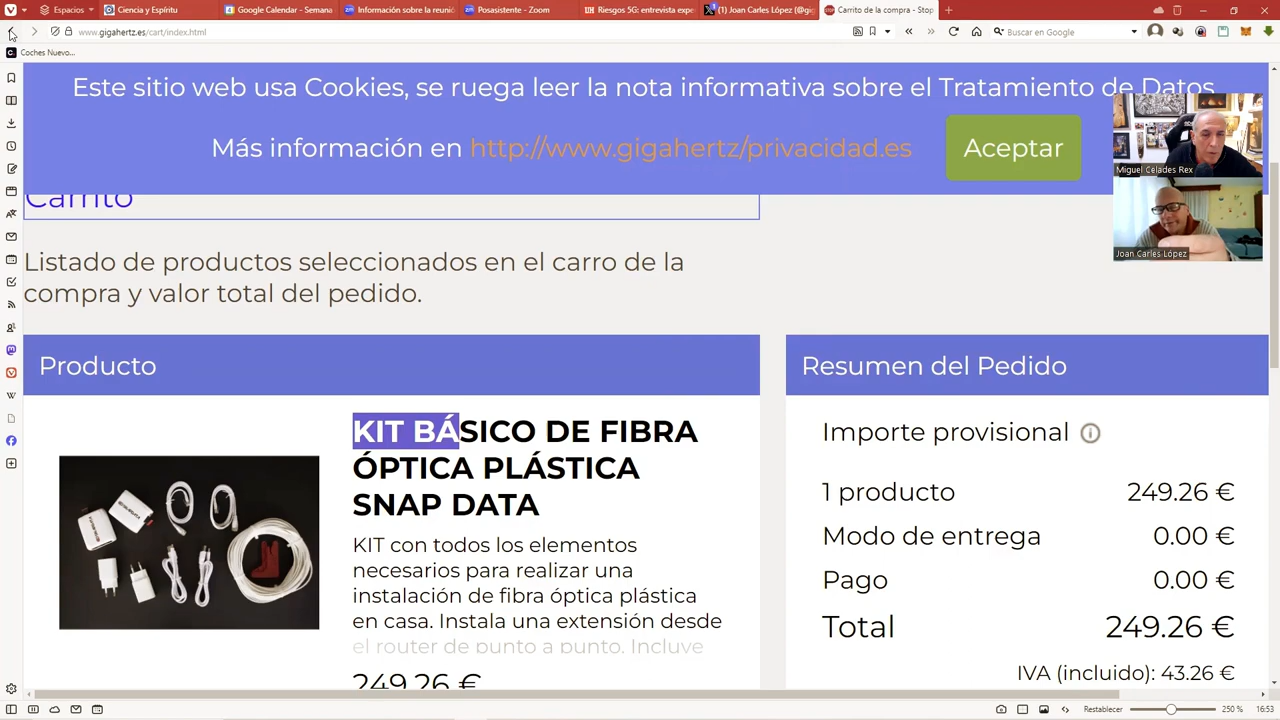 Espacios
Ciencia y Espíritu
Google Calendar - Semana
Información sobre la reunió
Posasistente - Zoom
Riesgos 5G: entrevista expe
(1) Joan Carles López (@gi
Carrito de la compra - Stop
www.gigahertz.es/cart/index.html
Buscar en Google
Coches Nuevo...
Este sitio web usa Cookies, se ruega leer la nota informativa sobre el Tratamiento de Datos
Más información en http://www.gigahertz/privacidad.es
Aceptar
Miguel Celades Rex
Joan Carles López
Carrito
Listado de productos seleccionados en el carro de la
compra y valor total del pedido.
Producto
KIT BÁSICO DE FIBRA
ÓPTICA PLÁSTICA
SNAP DATA
KIT con todos los elementos
necesarios para realizar una
instalación de fibra óptica plástica
en casa. Instala una extensión desde
el router de punto a punto. Incluye
249.26 €
Resumen del Pedido
Importe provisional
1 producto 249.26 €
Modo de entrega 0.00 €
Pago 0.00 €
Total 249.26 €
IVA (incluido): 43.26 €
Restablecer
250 %
16:53